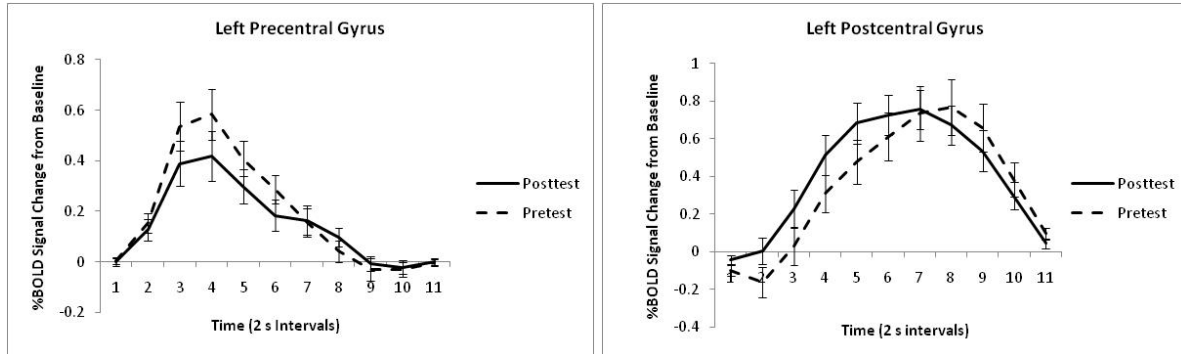 Left Precentral Gyrus
%BOLD Signal Change from Baseline
0.8
0.6
0.4
0.2
0
-0.2
1 2 3 4 5 6 7 8 9 10 11
Time (2 s Intervals)
Posttest
Pretest
Left Postcentral Gyrus
%BOLD Signal Change from Baseline
1
0.8
0.6
0.4
0.2
0
-0.2
-0.4
1 2 3 4 5 6 7 8 9 10 11
Time (2 s intervals)
Posttest
Pretest